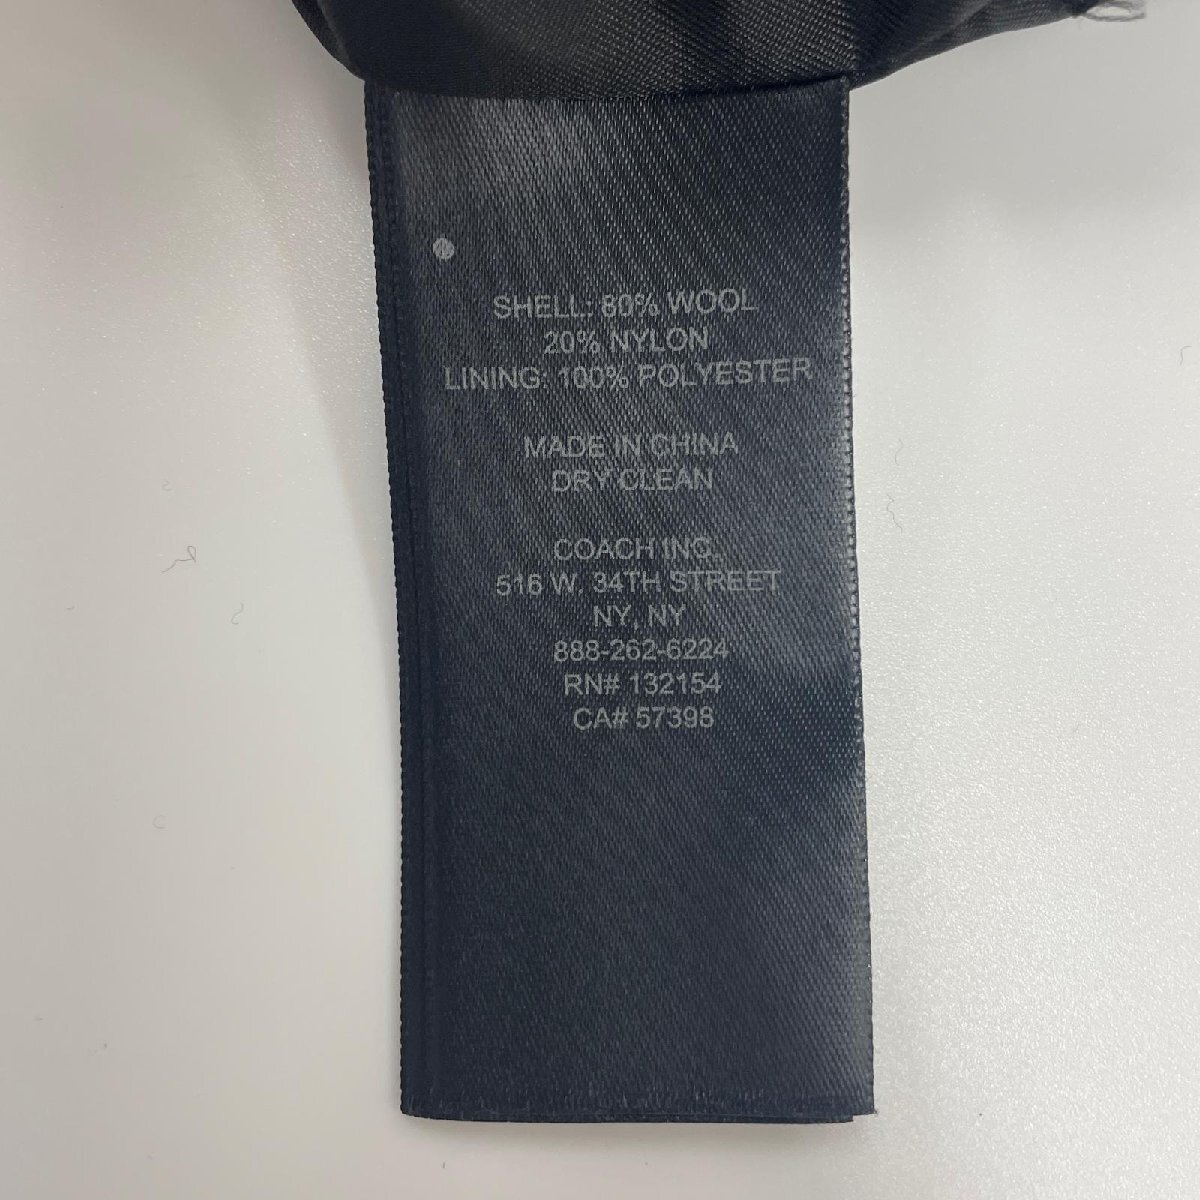 SHELL: 80% WOOL
20% NYLON
LINING: 100% POLYESTER
MADE IN CHINA
DRY CLEAN
COACH INC.
516 W. 34TH STREET
NY, NY
888-262-6224
RN# 132154
CA# 57398